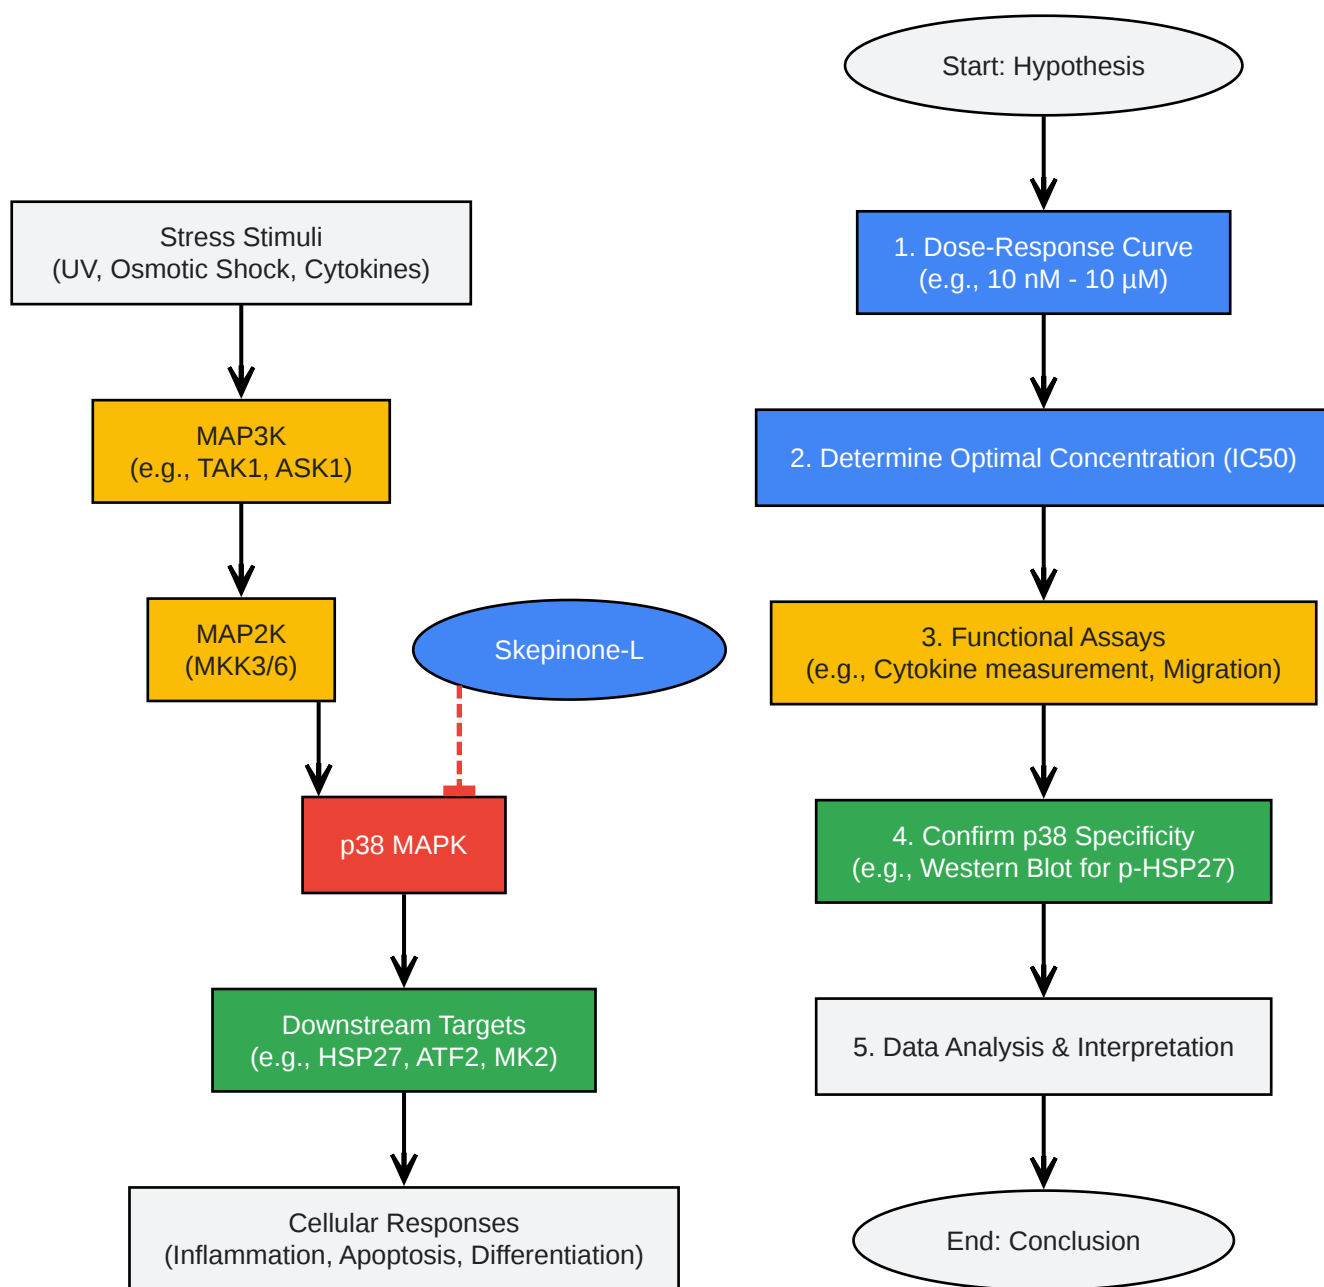 Stress Stimuli
(UV, Osmotic Shock, Cytokines)
MAP3K
(e.g., TAK1, ASK1)
MAP2K
(MKK3/6)
Skepinone-L
p38 MAPK
Downstream Targets
(e.g., HSP27, ATF2, MK2)
Cellular Responses
(Inflammation, Apoptosis, Differentiation)
Start: Hypothesis
1. Dose-Response Curve
(e.g., 10 nM - 10 µM)
2. Determine Optimal Concentration (IC50)
3. Functional Assays
(e.g., Cytokine measurement, Migration)
4. Confirm p38 Specificity
(e.g., Western Blot for p-HSP27)
5. Data Analysis & Interpretation
End: Conclusion